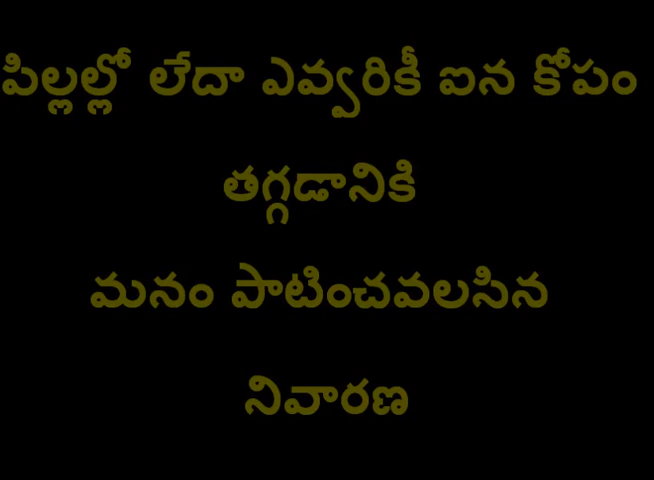 పిల్లల్లో లేదా ఎవ్వరికీ ఐన కోపం
తగ్గడానికి
మనం పాటించవలసిన
నివారణ